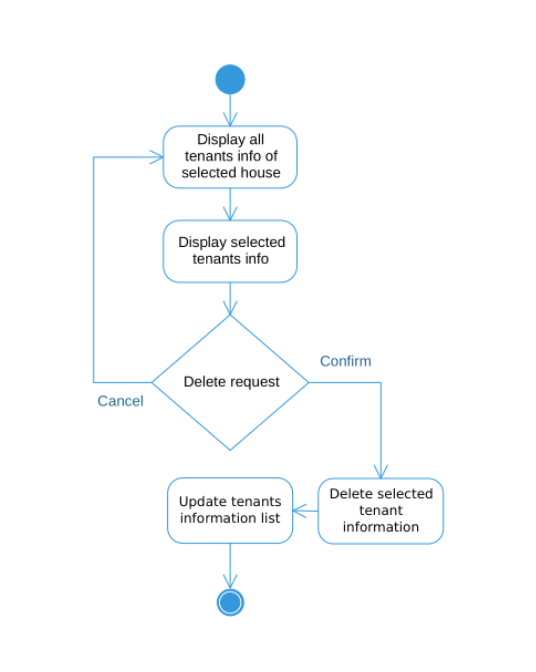 Display all
tenants info of
selected house
Display selected
tenants info
Confirm
Delete request
Cancel
Update tenants
information list
Delete selected
tenant
information